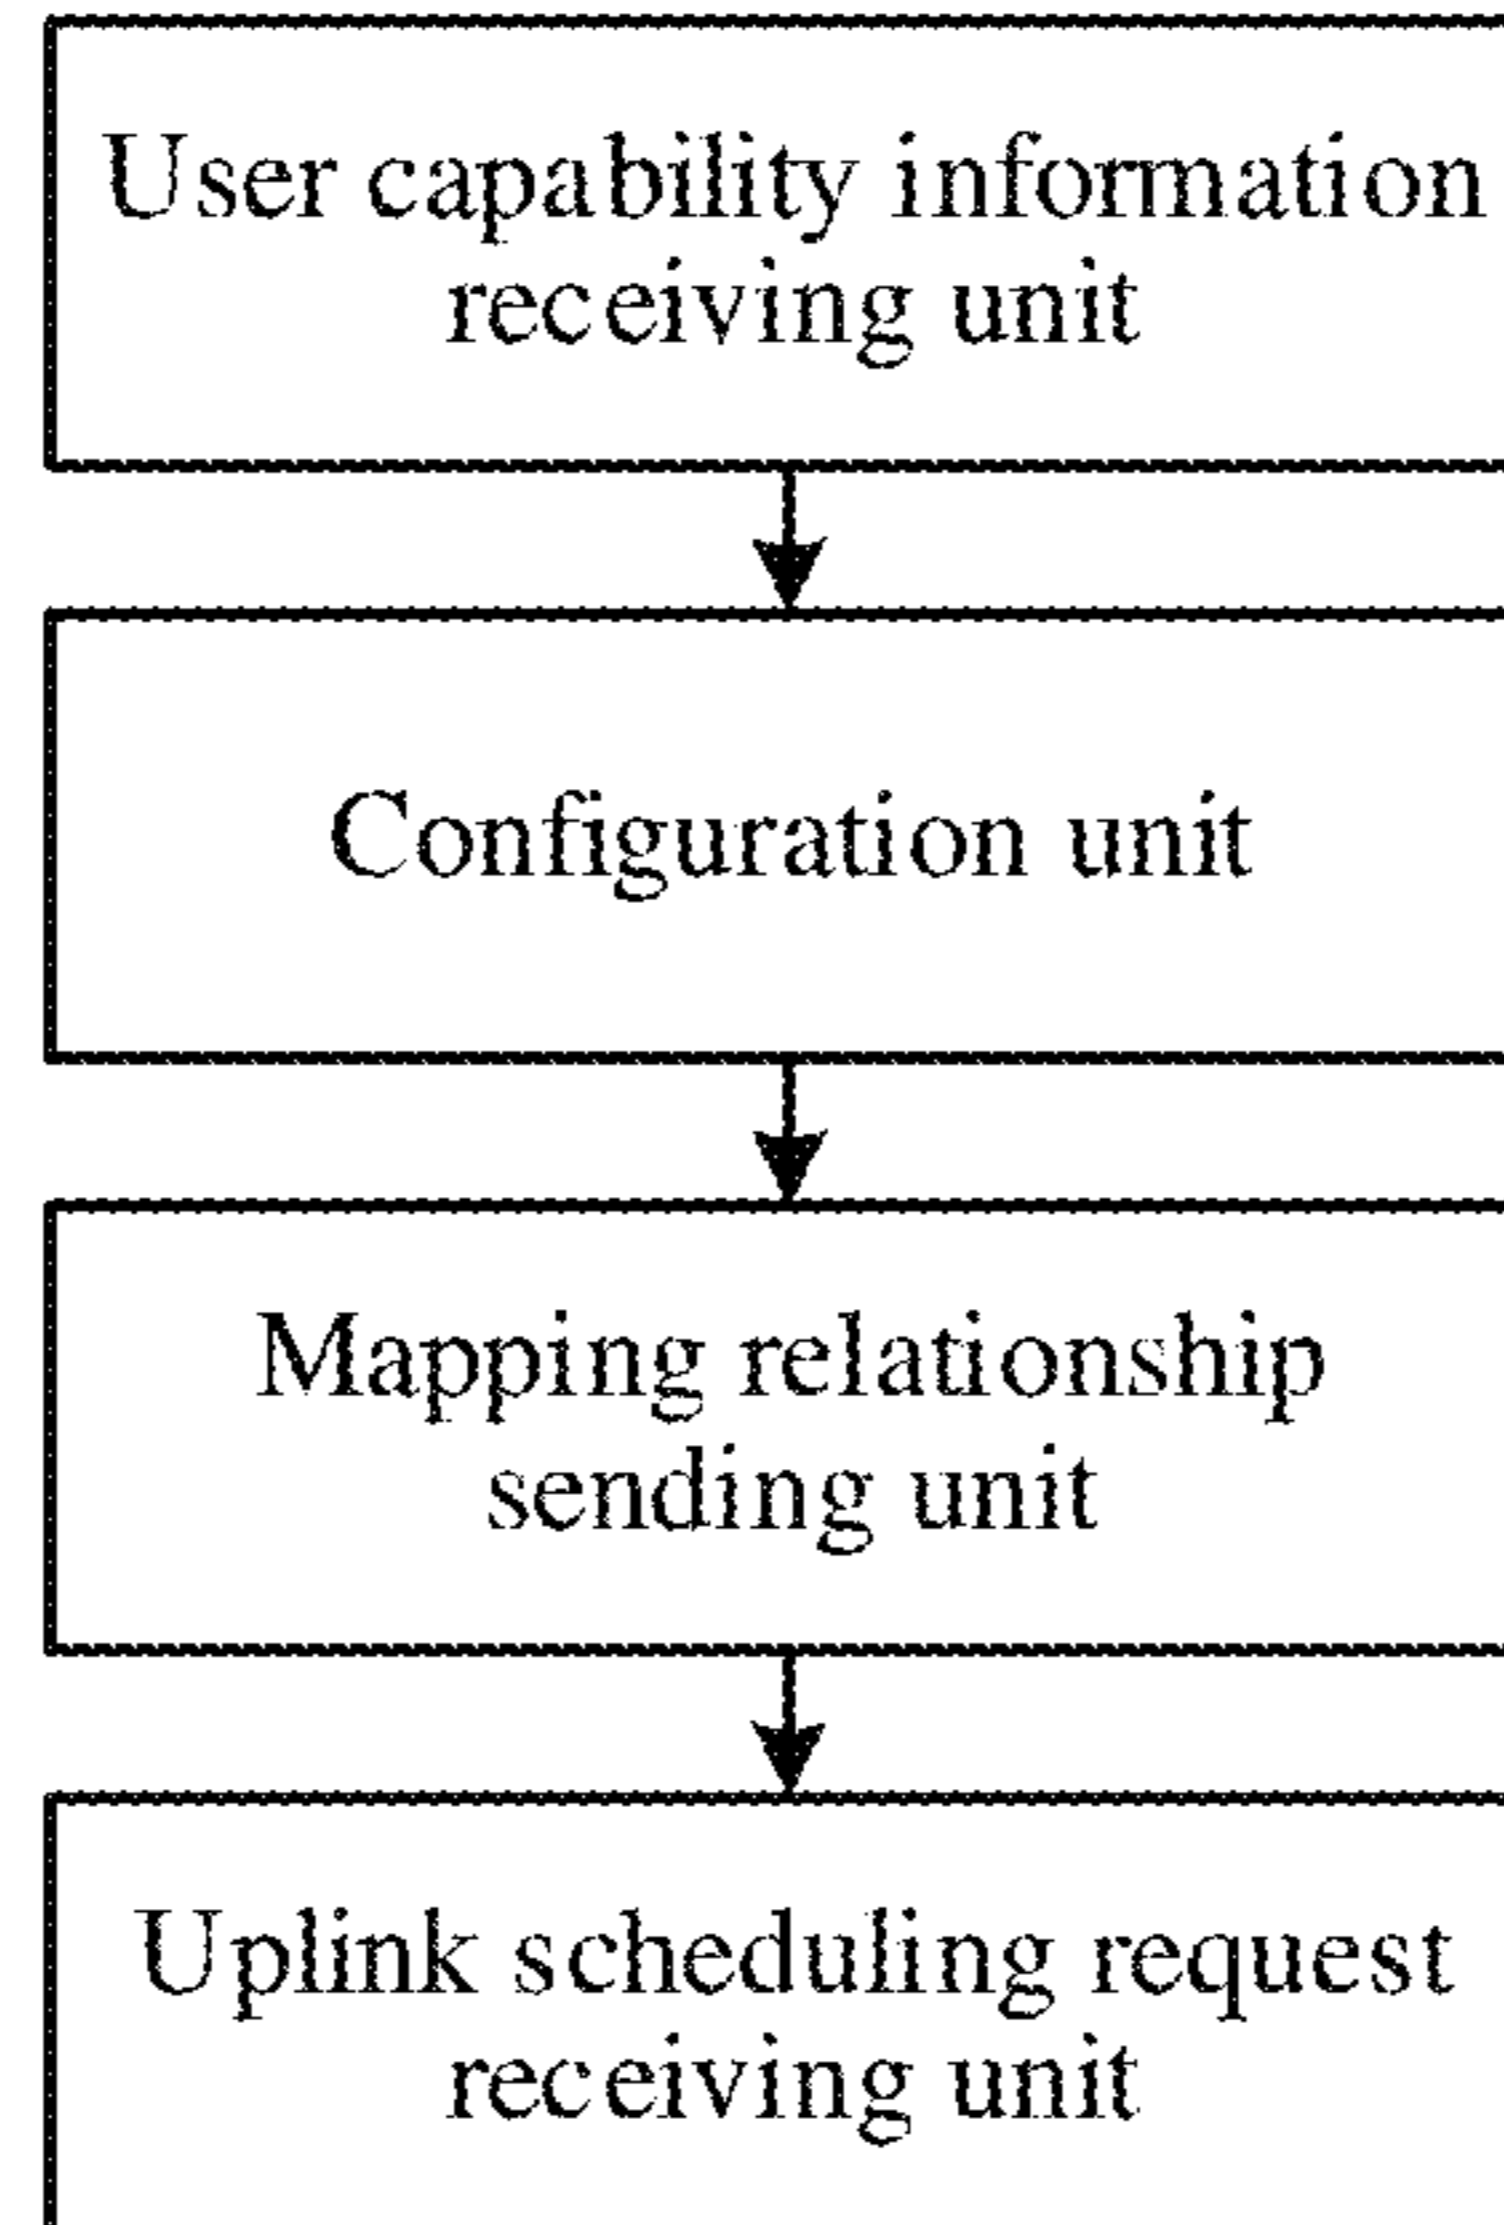 User capability information
receiving unit
Configuration unit
Mapping relationship
sending unit
Uplink scheduling request
receiving unit